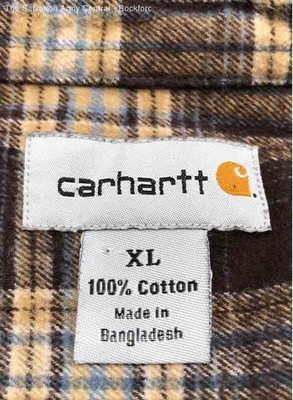 The Salvation Army Central - Rockford
carhartt
XL
100% Cotton
Made in
Bangladesh